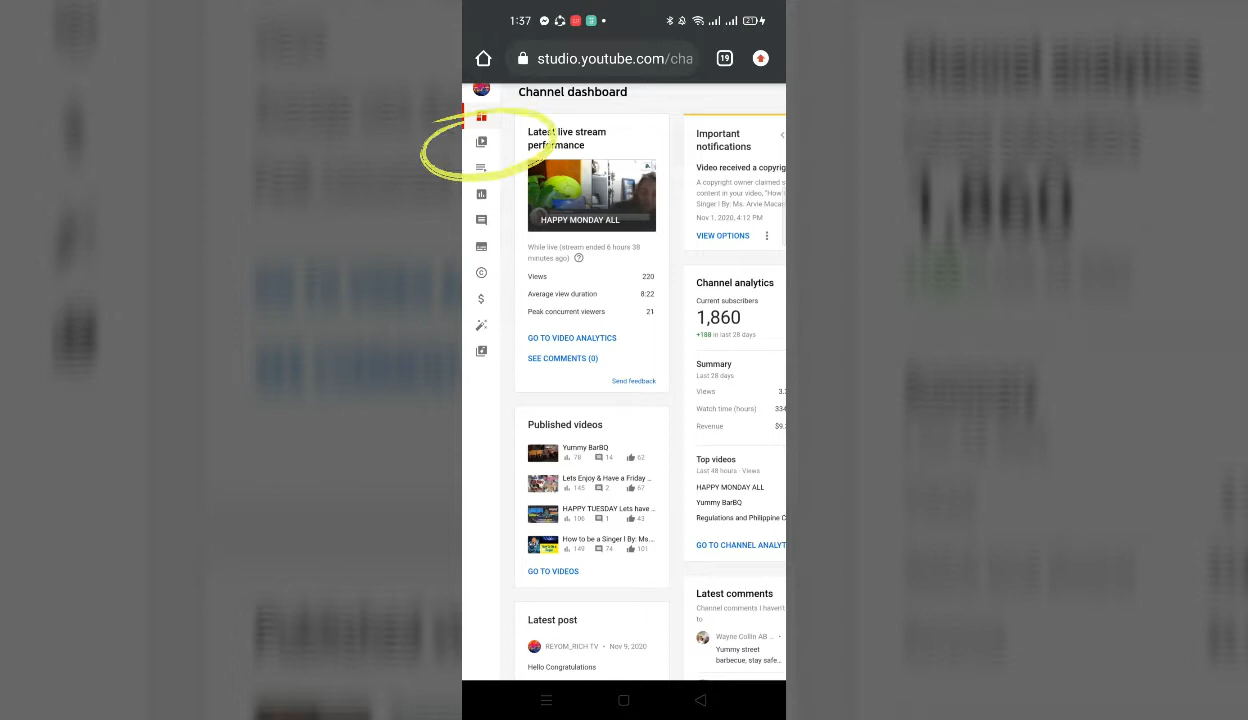 1:37
21
studio.youtube.com/cha
19
Channel dashboard
Latest live stream
performance
HAPPY MONDAY ALL
While live (stream ended 6 hours 38
minutes ago)
Views 220
Average view duration 8:22
Peak concurrent viewers 21
GO TO VIDEO ANALYTICS
SEE COMMENTS (0)
Send feedback
Published videos
Yummy BarBQ
78 14 62
Lets Enjoy & Have a Friday ...
145 2 67
HAPPY TUESDAY Lets have ...
106 1 43
How to be a Singer I By: Ms....
149 74 101
GO TO VIDEOS
Latest post
REYOM_RICH TV • Nov 9, 2020
Hello Congratulations
Important
notifications
Video received a copyrig
A copyright owner claimed s
content in your video, "How
Singer I By: Ms. Arvie Macas
Nov 1, 2020, 4:12 PM
VIEW OPTIONS
Channel analytics
Current subscribers
1,860
+188 in last 28 days
Summary
Last 28 days
Views 3.
Watch time (hours) 334
Revenue $9.
Top videos
Last 48 hours · Views
HAPPY MONDAY ALL
Yummy BarBQ
Regulations and Philippine C
GO TO CHANNEL ANALYT
Latest comments
Channel comments I haven't
to
Wayne Collin AB ... •
Yummy street
barbecue, stay safe...